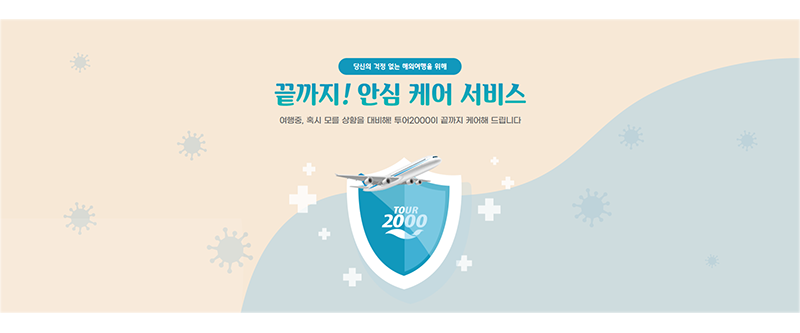 당신의 걱정 없는 해외여행을 위해
끝까지! 안심 케어 서비스
여행중, 혹시 모를 상황을 대비해! 투어2000이 끝까지 케어해 드립니다
TOUR
2000